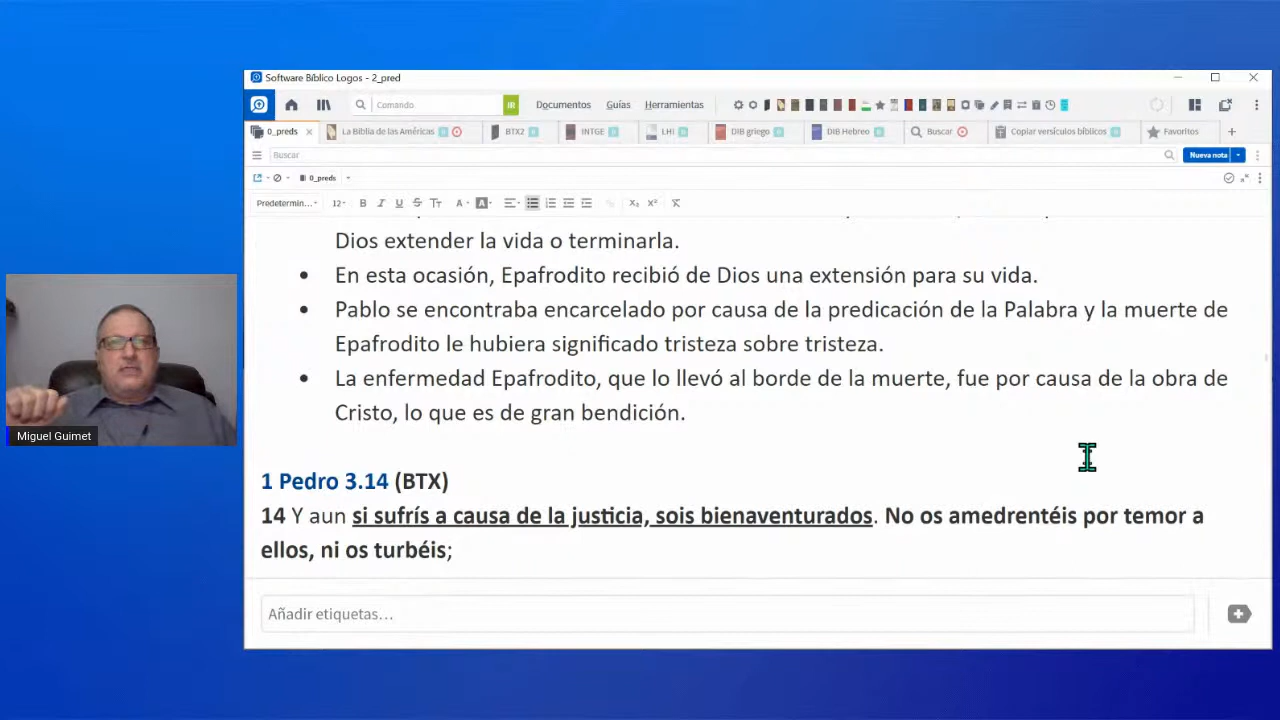 Software Bíblico Logos - 2_pred
Comando
IR
Documentos
Guías
Herramientas
0_preds
La Biblia de las Américas
BTX2
INTGE
LHI
DIB griego
DIB Hebreo
Buscar
Copiar versículos bíblicos
Favoritos
Buscar
Nueva nota
0_preds
Predetermin...
12
Dios extender la vida o terminarla.
• En esta ocasión, Epafrodito recibió de Dios una extensión para su vida.
• Pablo se encontraba encarcelado por causa de la predicación de la Palabra y la muerte de
Epafrodito le hubiera significado tristeza sobre tristeza.
• La enfermedad Epafrodito, que lo llevó al borde de la muerte, fue por causa de la obra de
Cristo, lo que es de gran bendición.
Miguel Guimet
1 Pedro 3.14 (BTX)
14 Y aun si sufrís a causa de la justicia, sois bienaventurados. No os amedrentéis por temor a
ellos, ni os turbéis;
Añadir etiquetas...